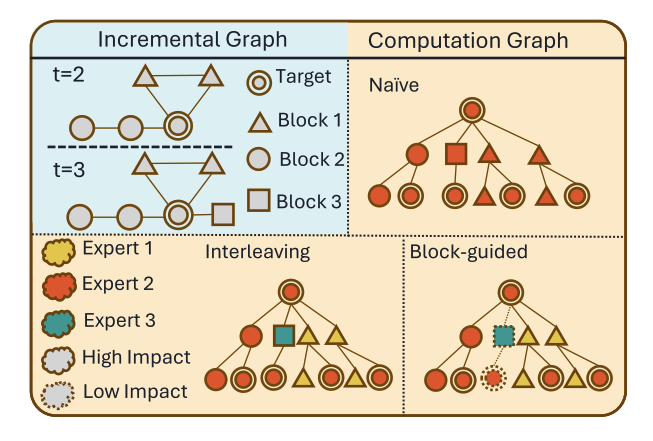 Incremental Graph
Computation Graph
t=2
Target
Block 1
Block 2
Block 3
t=3
Naïve
Expert 1
Expert 2
Expert 3
High Impact
Low Impact
Interleaving
Block-guided